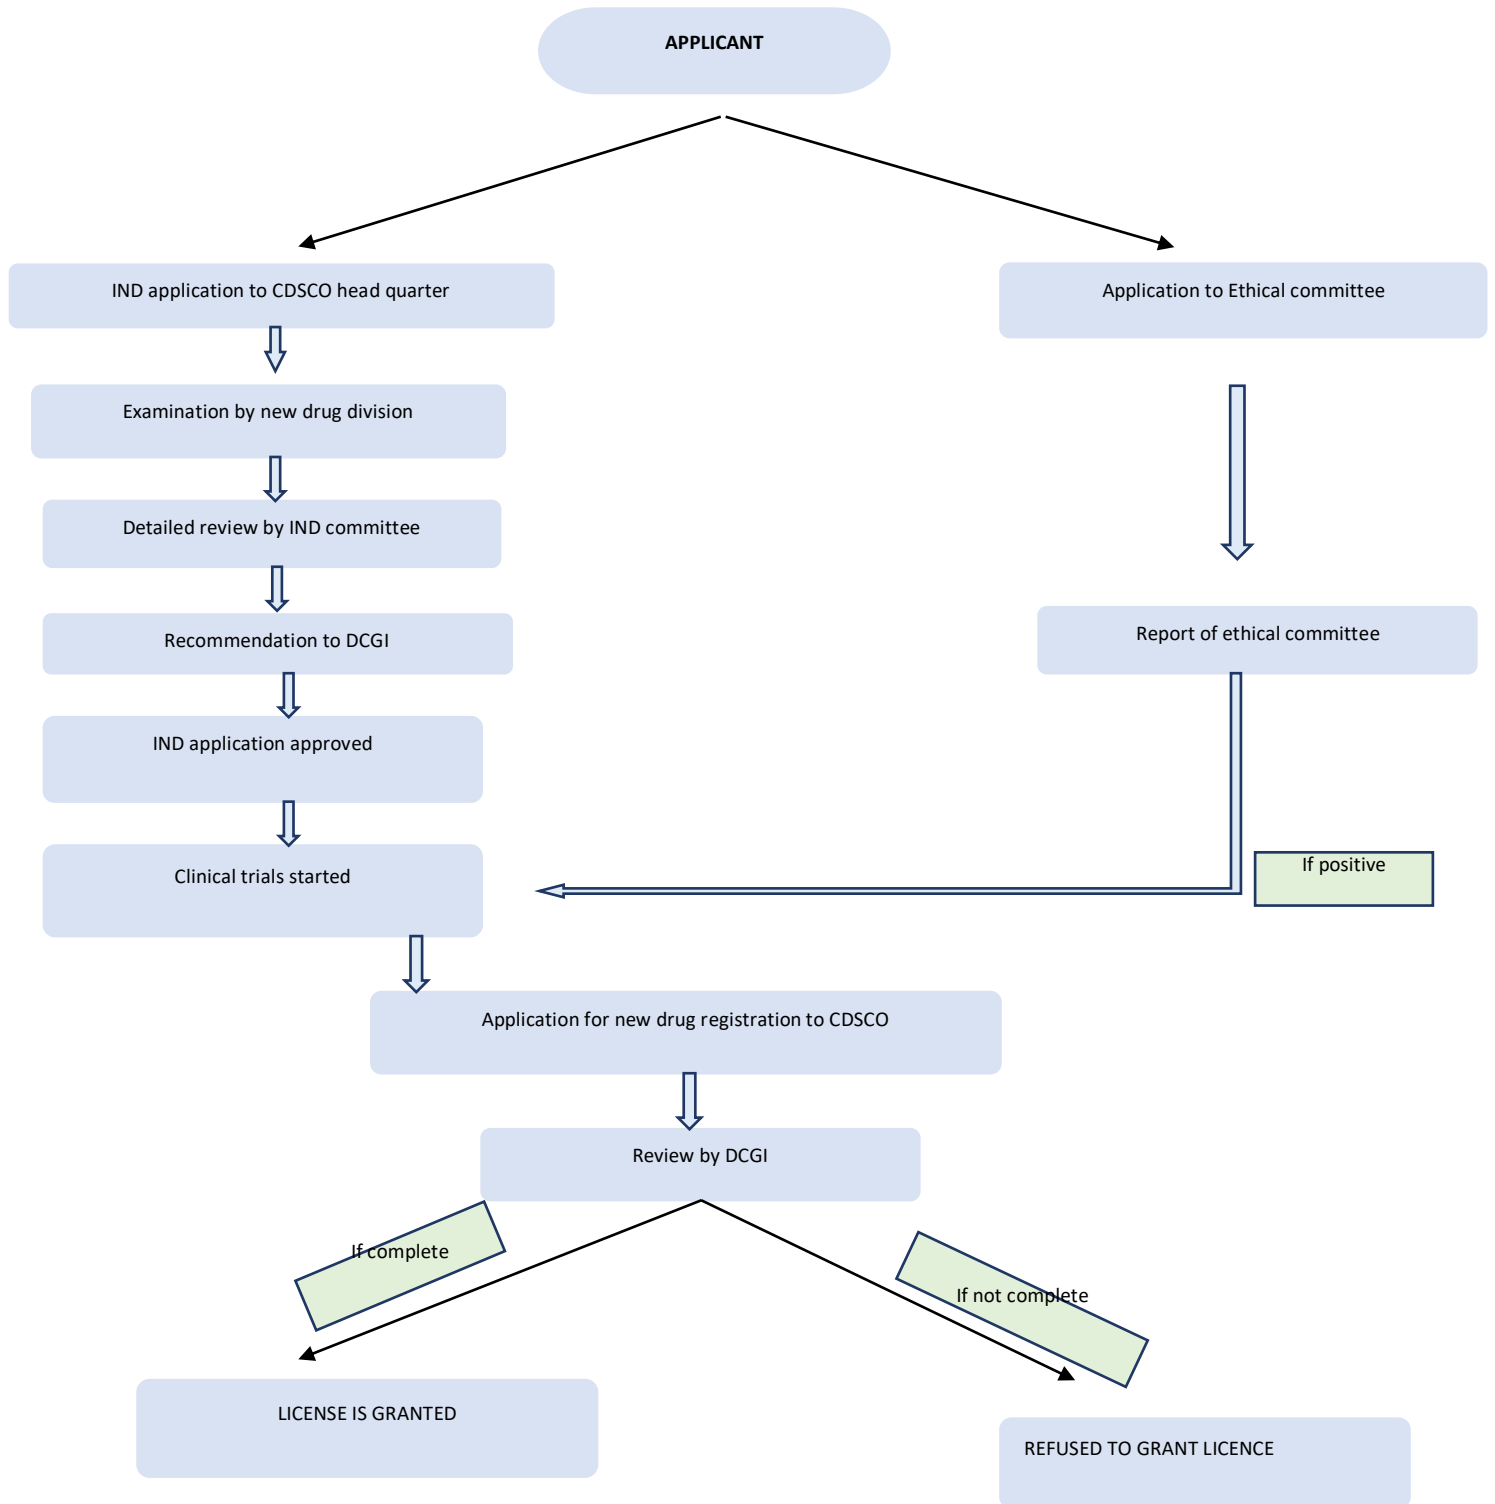 APPLICANT
IND application to CDSCO head quarter
Application to Ethical committee
Examination by new drug division
Detailed review by IND committee
Recommendation to DCGI
Report of ethical committee
IND application approved
If positive
Clinical trials started
Application for new drug registration to CDSCO
Review by DCGI
If complete
If not complete
LICENSE IS GRANTED
REFUSED TO GRANT LICENCE